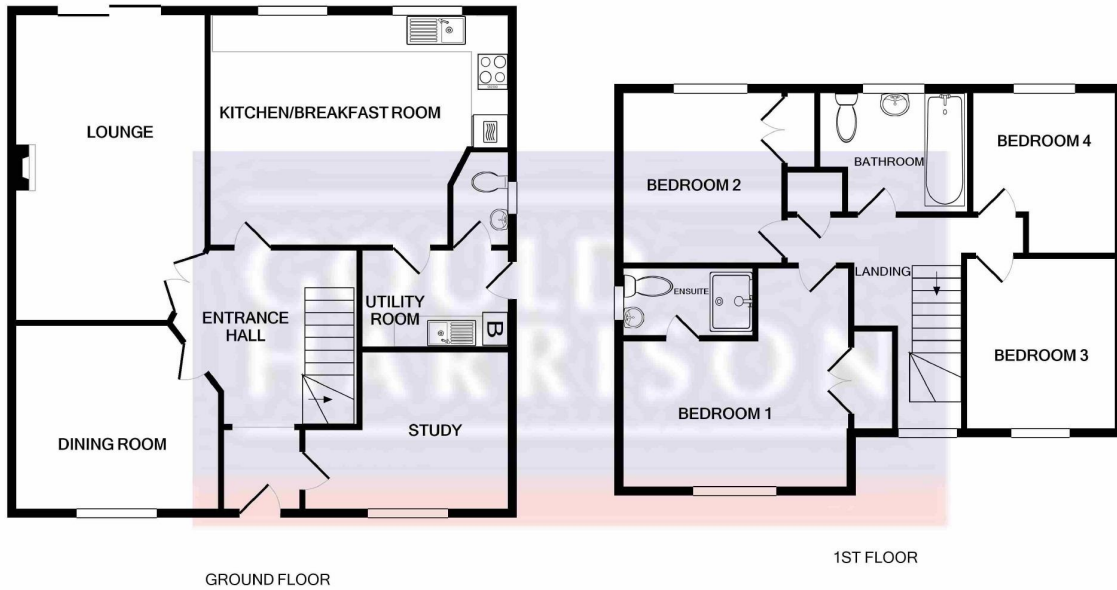 LOUNGE
KITCHEN/BREAKFAST ROOM
ENTRANCE
HALL
UTILITY
ROOM
B
DINING ROOM
STUDY
GROUND FLOOR
BEDROOM 2
BATHROOM
BEDROOM 4
ENSUITE
LANDING
BEDROOM 1
BEDROOM 3
1ST FLOOR
GOULD
HARRISON